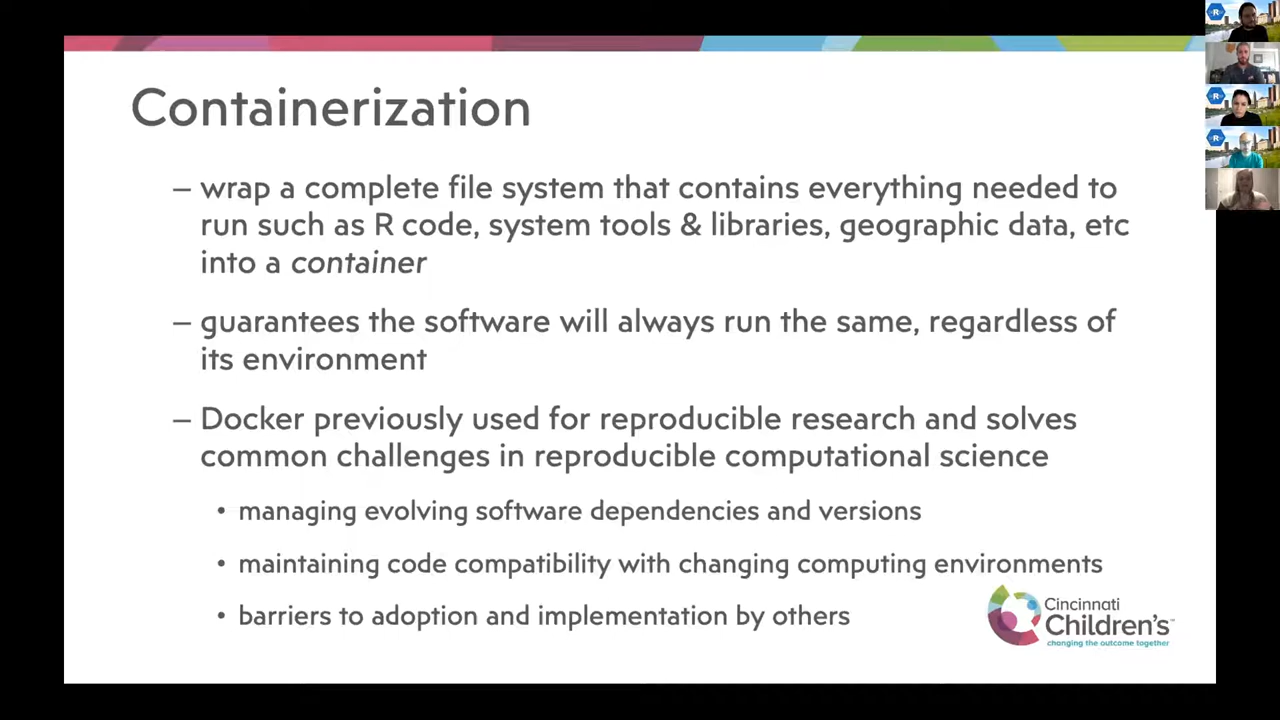 Containerization
– wrap a complete file system that contains everything needed to
run such as R code, system tools & libraries, geographic data, etc
into a container
– guarantees the software will always run the same, regardless of
its environment
– Docker previously used for reproducible research and solves
common challenges in reproducible computational science
• managing evolving software dependencies and versions
• maintaining code compatibility with changing computing environments
• barriers to adoption and implementation by others
Cincinnati
Children's™
changing the outcome together
R
R
R